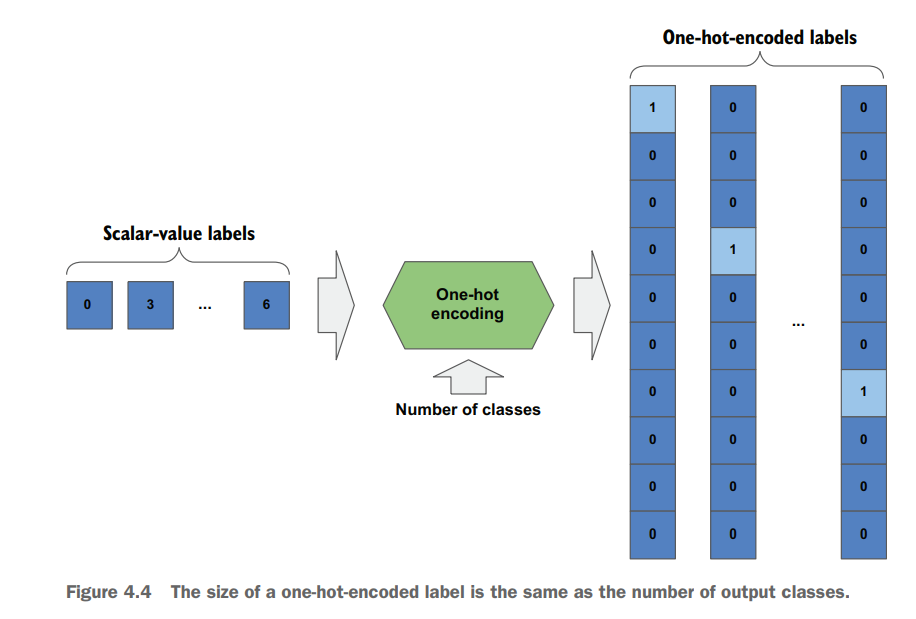 One-hot-encoded labels
Scalar-value labels
0 3 ... 6
One-hot
encoding
Number of classes
1 0 0
0 0 0
0 0 0
0 1 0
0 0 0
...
0 0 0
0 0 1
0 0 0
0 0 0
0 0 0
Figure 4.4 The size of a one-hot-encoded label is the same as the number of output classes.